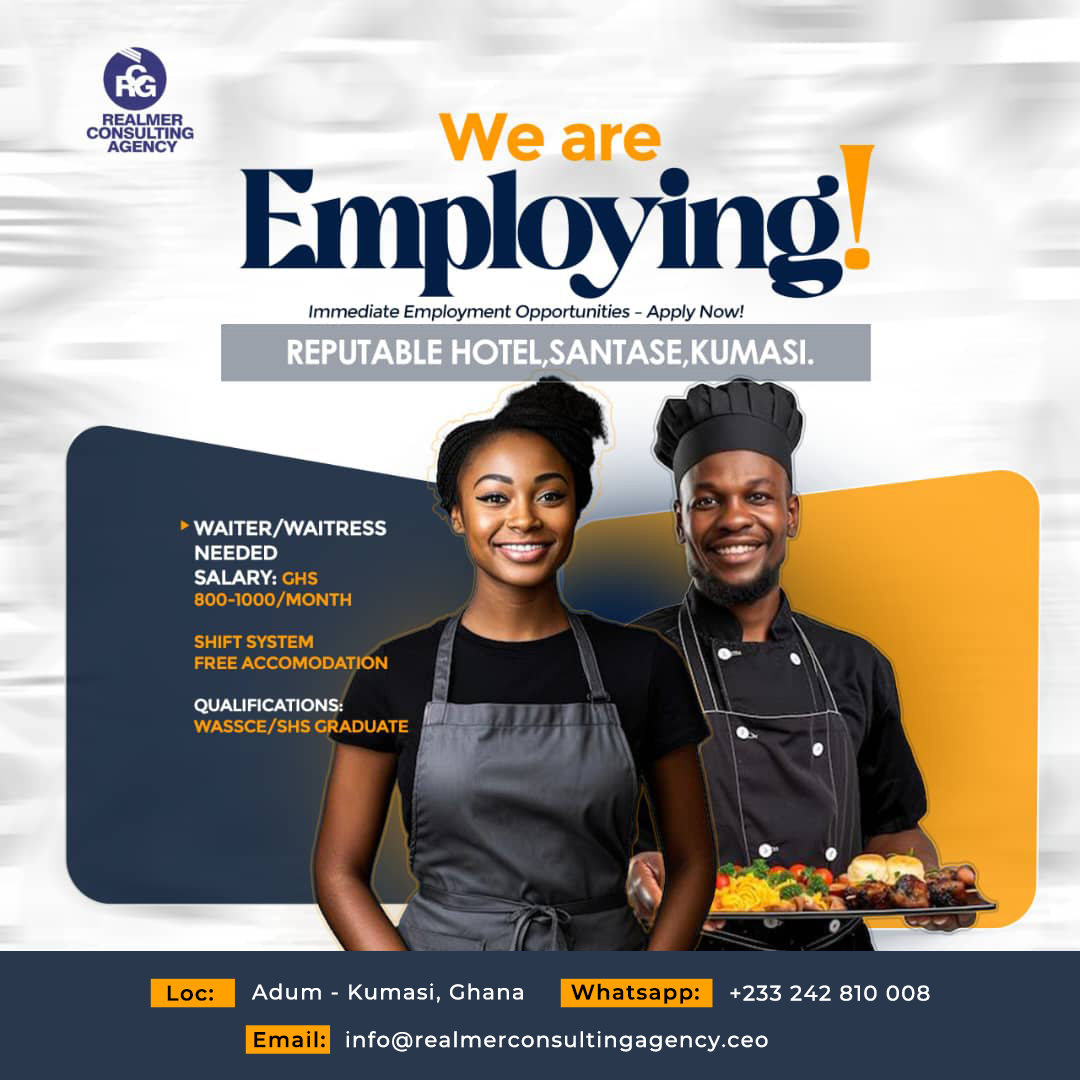 RCG
REALMER
CONSULTING
AGENCY
We are
Employing!
Immediate Employment Opportunities - Apply Now!
REPUTABLE HOTEL,SANTASE,KUMASI.
WAITER/WAITRESS
NEEDED
SALARY: GHS
800-1000/MONTH
SHIFT SYSTEM
FREE ACCOMODATION
QUALIFICATIONS:
WASSCE/SHS GRADUATE
Loc: Adum - Kumasi, Ghana Whatsapp: +233 242 810 008
Email: info@realmerconsultingagency.ceo